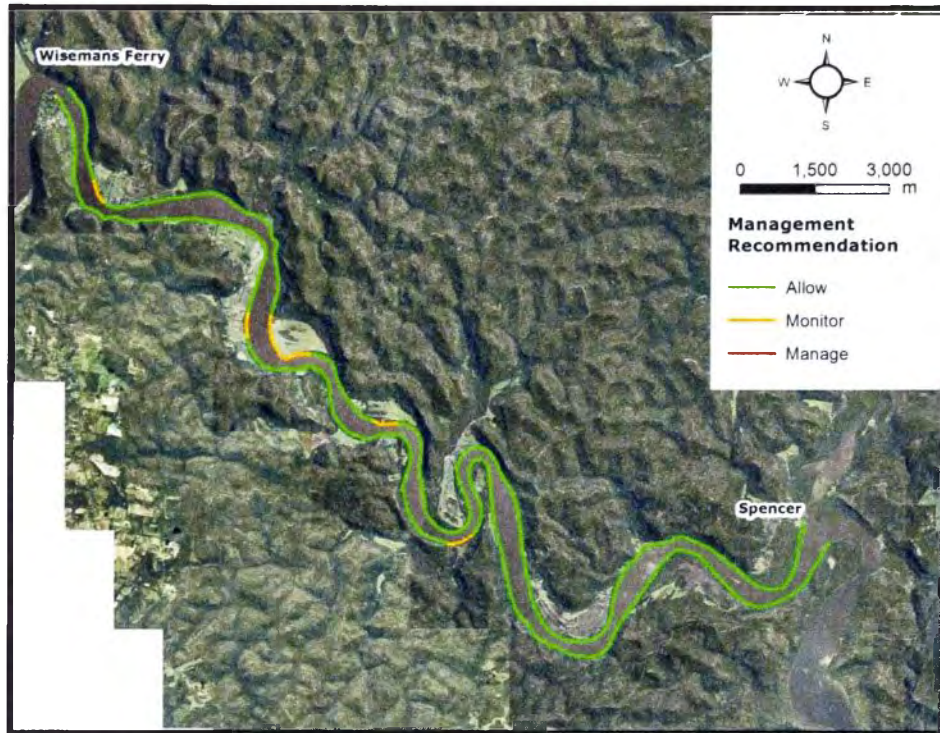 Wisemans Ferry
N
W E
S
0 1,500 3,000
m
Management
Recommendation
Allow
Monitor
Manage
Spencer